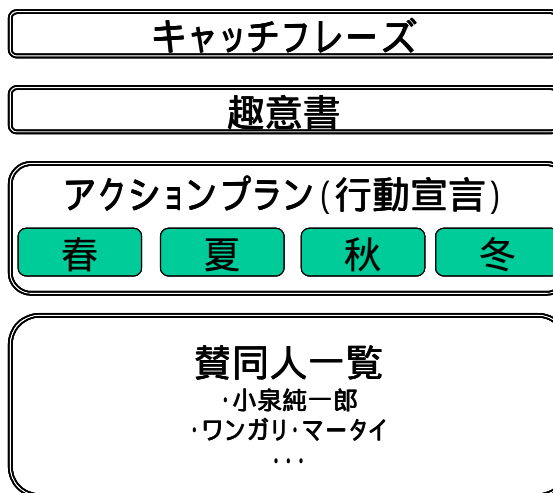 キャッチフレーズ
趣意書
アクションプラン(行動宣言)
春 夏 秋 冬
賛同人一覧
・小泉純一郎
・ワンガリ・マータイ
・・・